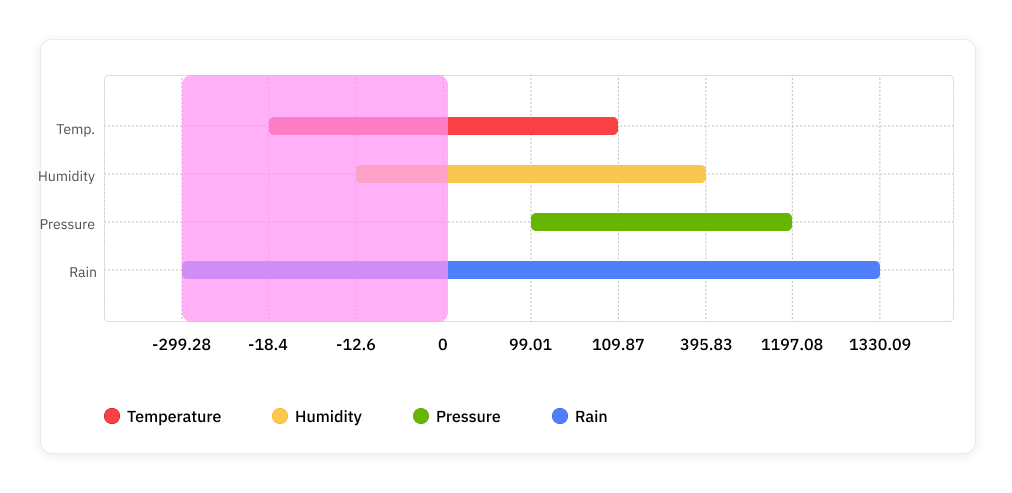 Temp.
Humidity
Pressure
Rain
-299.28 -18.4 -12.6 0 99.01 109.87 395.83 1197.08 1330.09
Temperature Humidity Pressure Rain